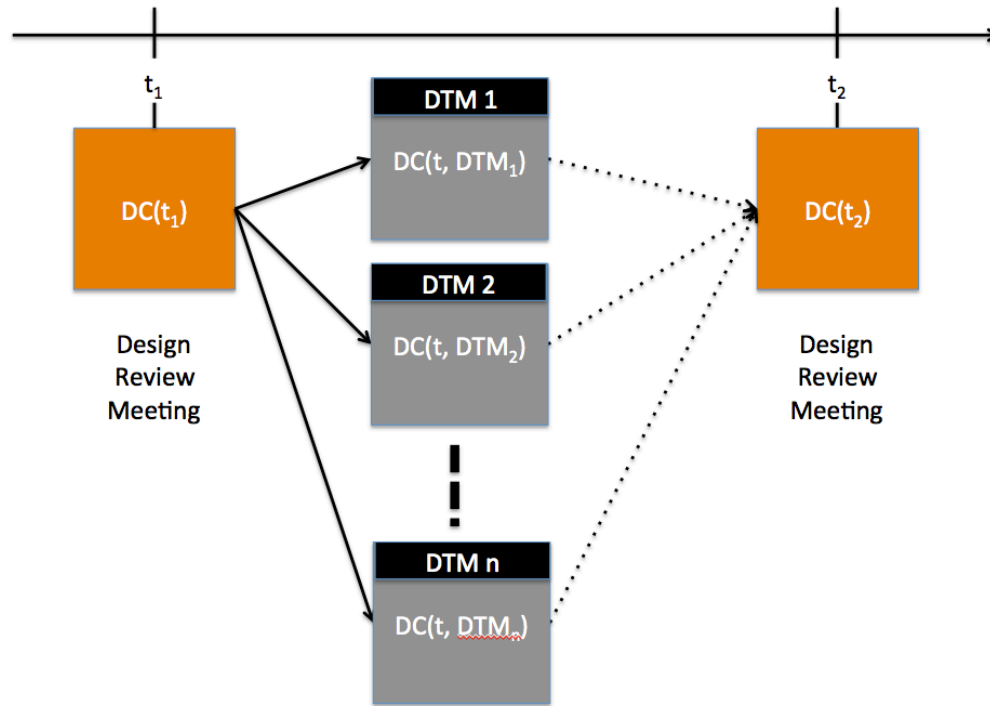 t₁
t₂
DTM 1
DC(t₁)
DC(t, DTM₁)
DC(t₂)
DTM 2
DC(t, DTM₂)
Design
Review
Meeting
Design
Review
Meeting
DTM n
DC(t, DTMₙ)